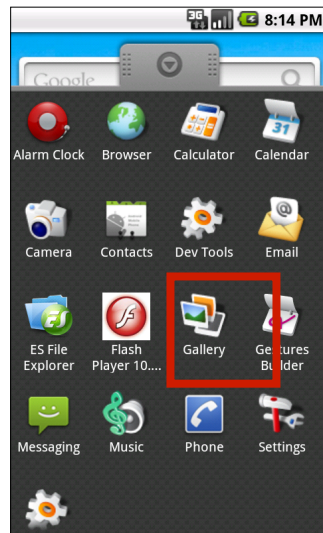 3G 8:14 PM
Google
Alarm Clock Browser Calculator Calendar
31
Camera Contacts Dev Tools Email
@
ES File Explorer
Flash Player 10....
Gallery
Gestures Builder
Messaging Music Phone Settings